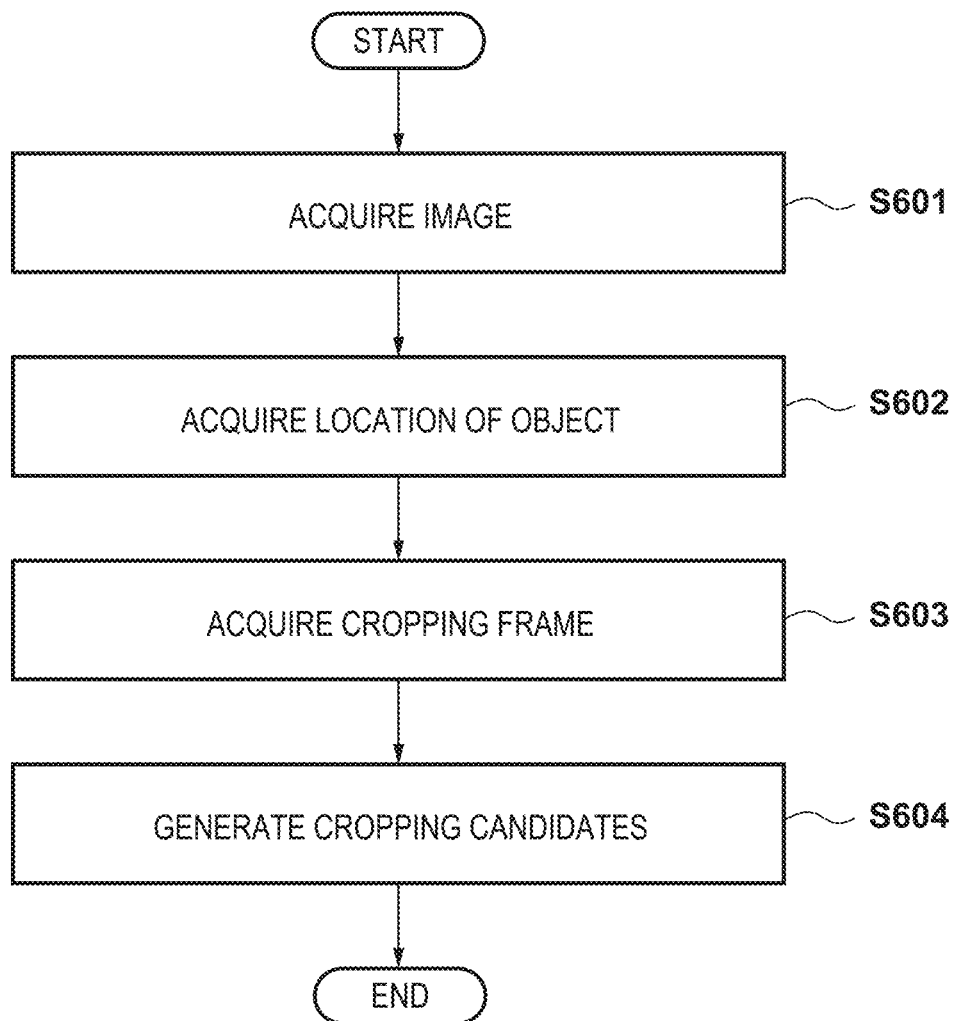 START
ACQUIRE IMAGE
S601
ACQUIRE LOCATION OF OBJECT
S602
ACQUIRE CROPPING FRAME
S603
GENERATE CROPPING CANDIDATES
S604
END